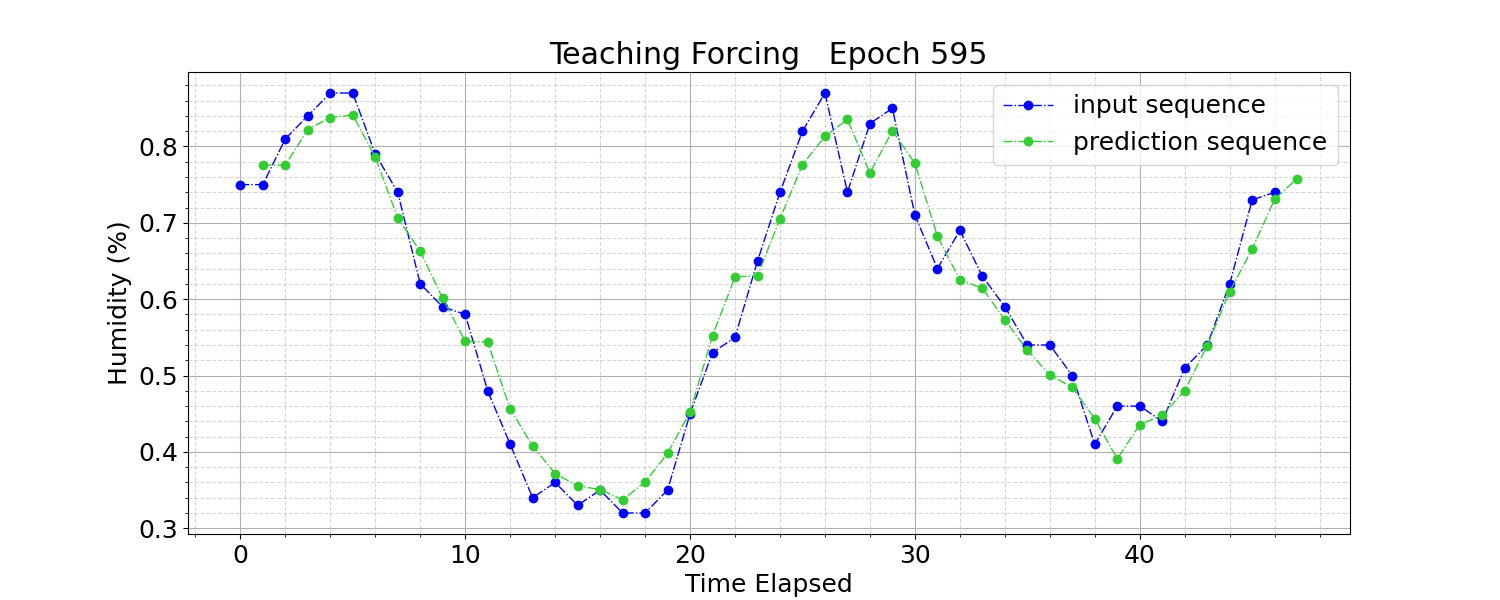 Teaching Forcing   Epoch 595
input sequence
prediction sequence
Humidity (%)
0.8
0.7
0.6
0.5
0.4
0.3
0 10 20 30 40
Time Elapsed